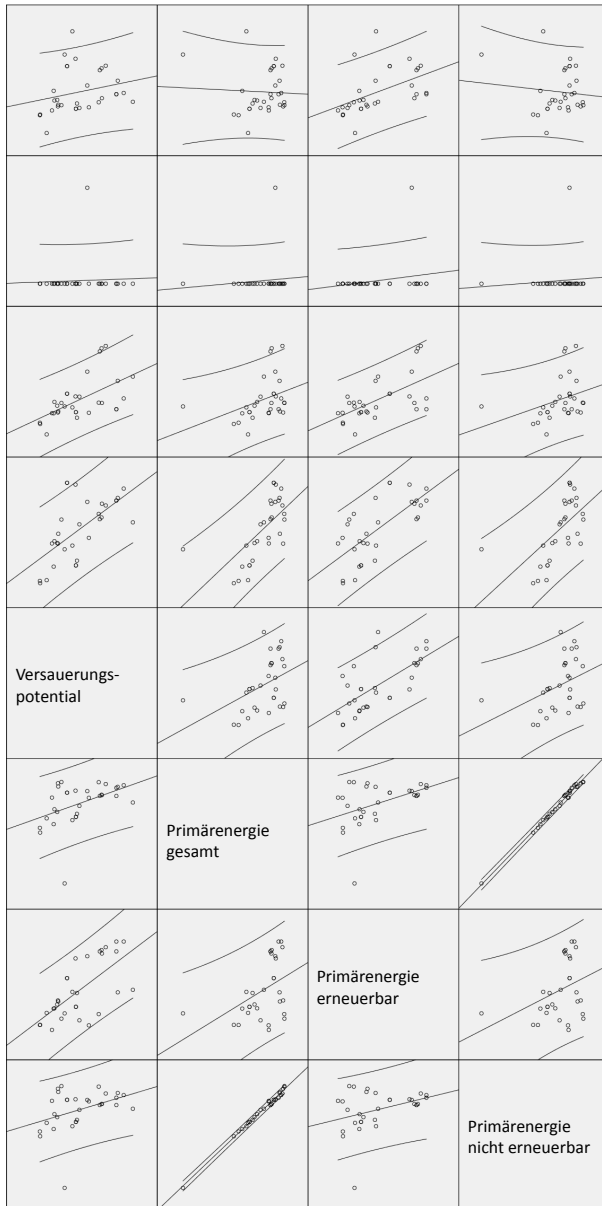 Versauerungs-
potential
Primärenergie
gesamt
Primärenergie
erneuerbar
Primärenergie
nicht erneuerbar